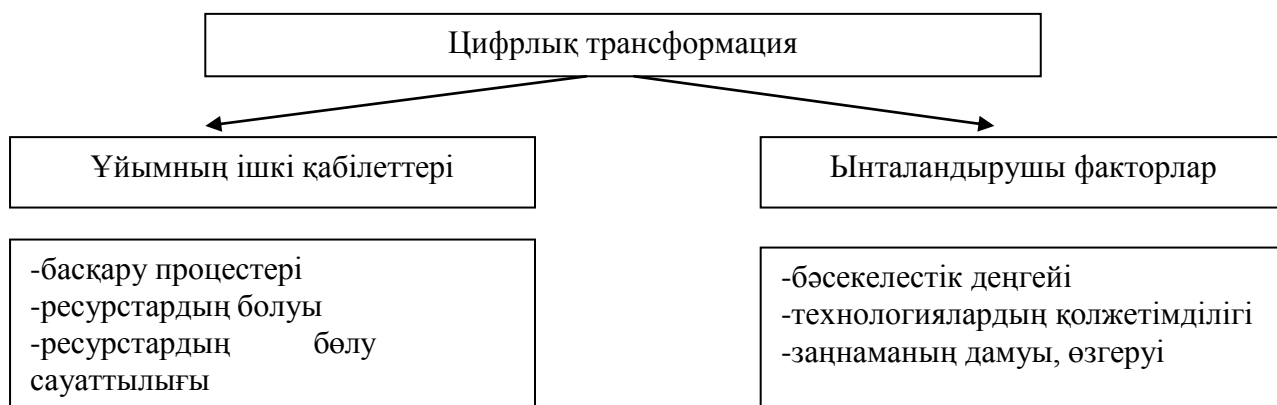 Цифрлық трансформация
Ұйымның ішкі қабілеттері
Ынталандырушы факторлар
-басқару процестері
-ресурстардың болуы
-ресурстардың бөлу
сауаттылығы
-бәсекелестік деңгейі
-технологиялардың қолжетімділігі
-заңнаманың дамуы, өзгеруі